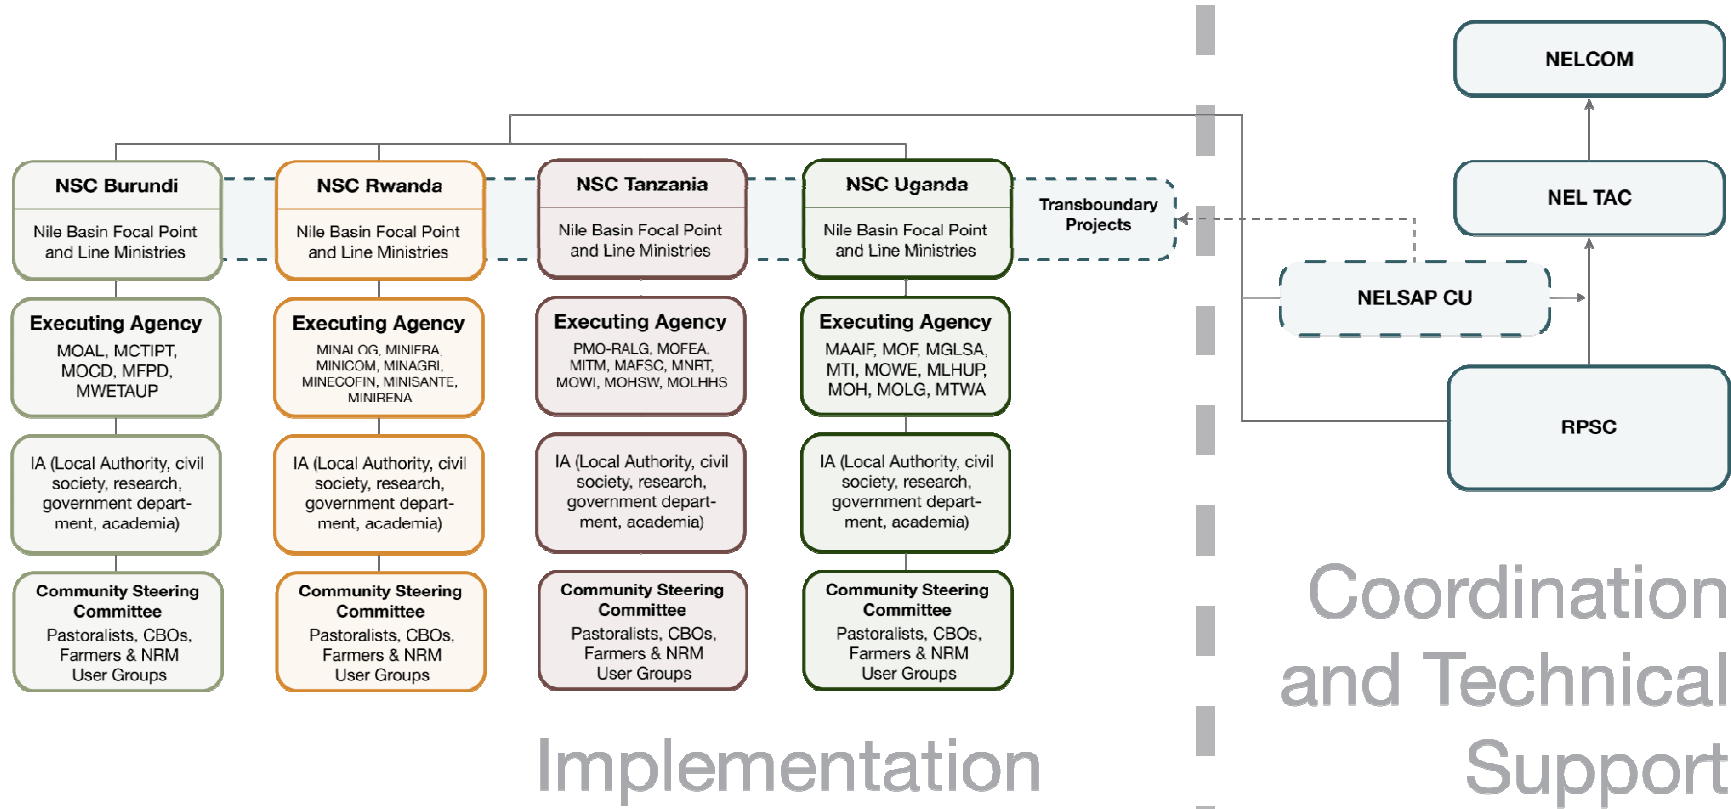 NELCOM
NEL TAC
NELSAP CU
RPSC
NSC Burundi
Nile Basin Focal Point
and Line Ministries
Executing Agency
MOAL, MCTIPT,
MOCD, MFPD,
MWETAUP
IA (Local Authority, civil
society, research,
government depart-
ment, academia)
Community Steering
Committee
Pastoralists, CBOs,
Farmers & NRM
User Groups
NSC Rwanda
Nile Basin Focal Point
and Line Ministries
Executing Agency
MINALOG, MINIFRA,
MINICOM, MINAGRI,
MINECOFIN, MINISANTE,
MINIRENA
IA (Local Authority, civil
society, research,
government depart-
ment, academia)
Community Steering
Committee
Pastoralists, CBOs,
Farmers & NRM
User Groups
NSC Tanzania
Nile Basin Focal Point
and Line Ministries
Executing Agency
PMO-RALG, MOFEA,
MITM, MAFSC, MNRT,
MOWI, MOHSW, MOLHHS
IA (Local Authority, civil
society, research,
government depart-
ment, academia)
Community Steering
Committee
Pastoralists, CBOs,
Farmers & NRM
User Groups
NSC Uganda
Nile Basin Focal Point
and Line Ministries
Executing Agency
MAAIF, MOF, MGLSA,
MTI, MOWE, MLHUP,
MOH, MOLG, MTWA
IA (Local Authority, civil
society, research,
government depart-
ment, academia)
Community Steering
Committee
Pastoralists, CBOs,
Farmers & NRM
User Groups
Transboundary
Projects
Implementation
Coordination
and Technical
Support